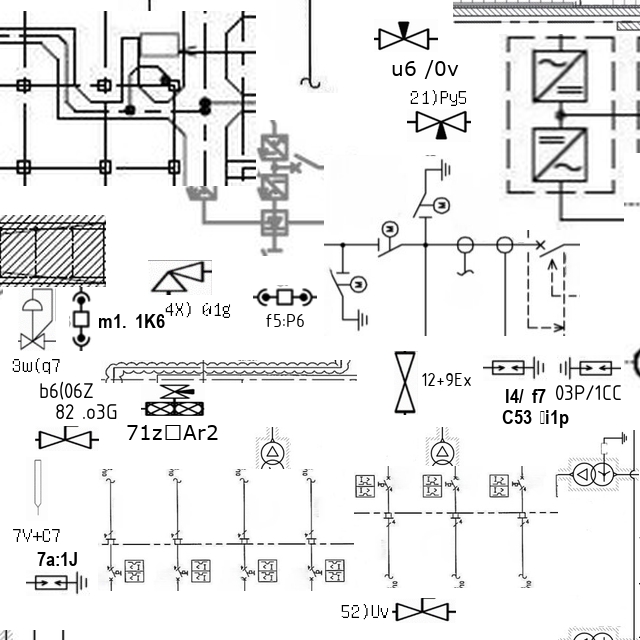 u6 /0v
21)Py5
m1. 1K6
4X) 01g
f5:P6
3w(q7
12+9Ex
I4/ f7
C53 □i1p
03P/1CC
b6(06Z
82 .o3G
71z□Ar2
7V+C7
7a:1J
52)Uv